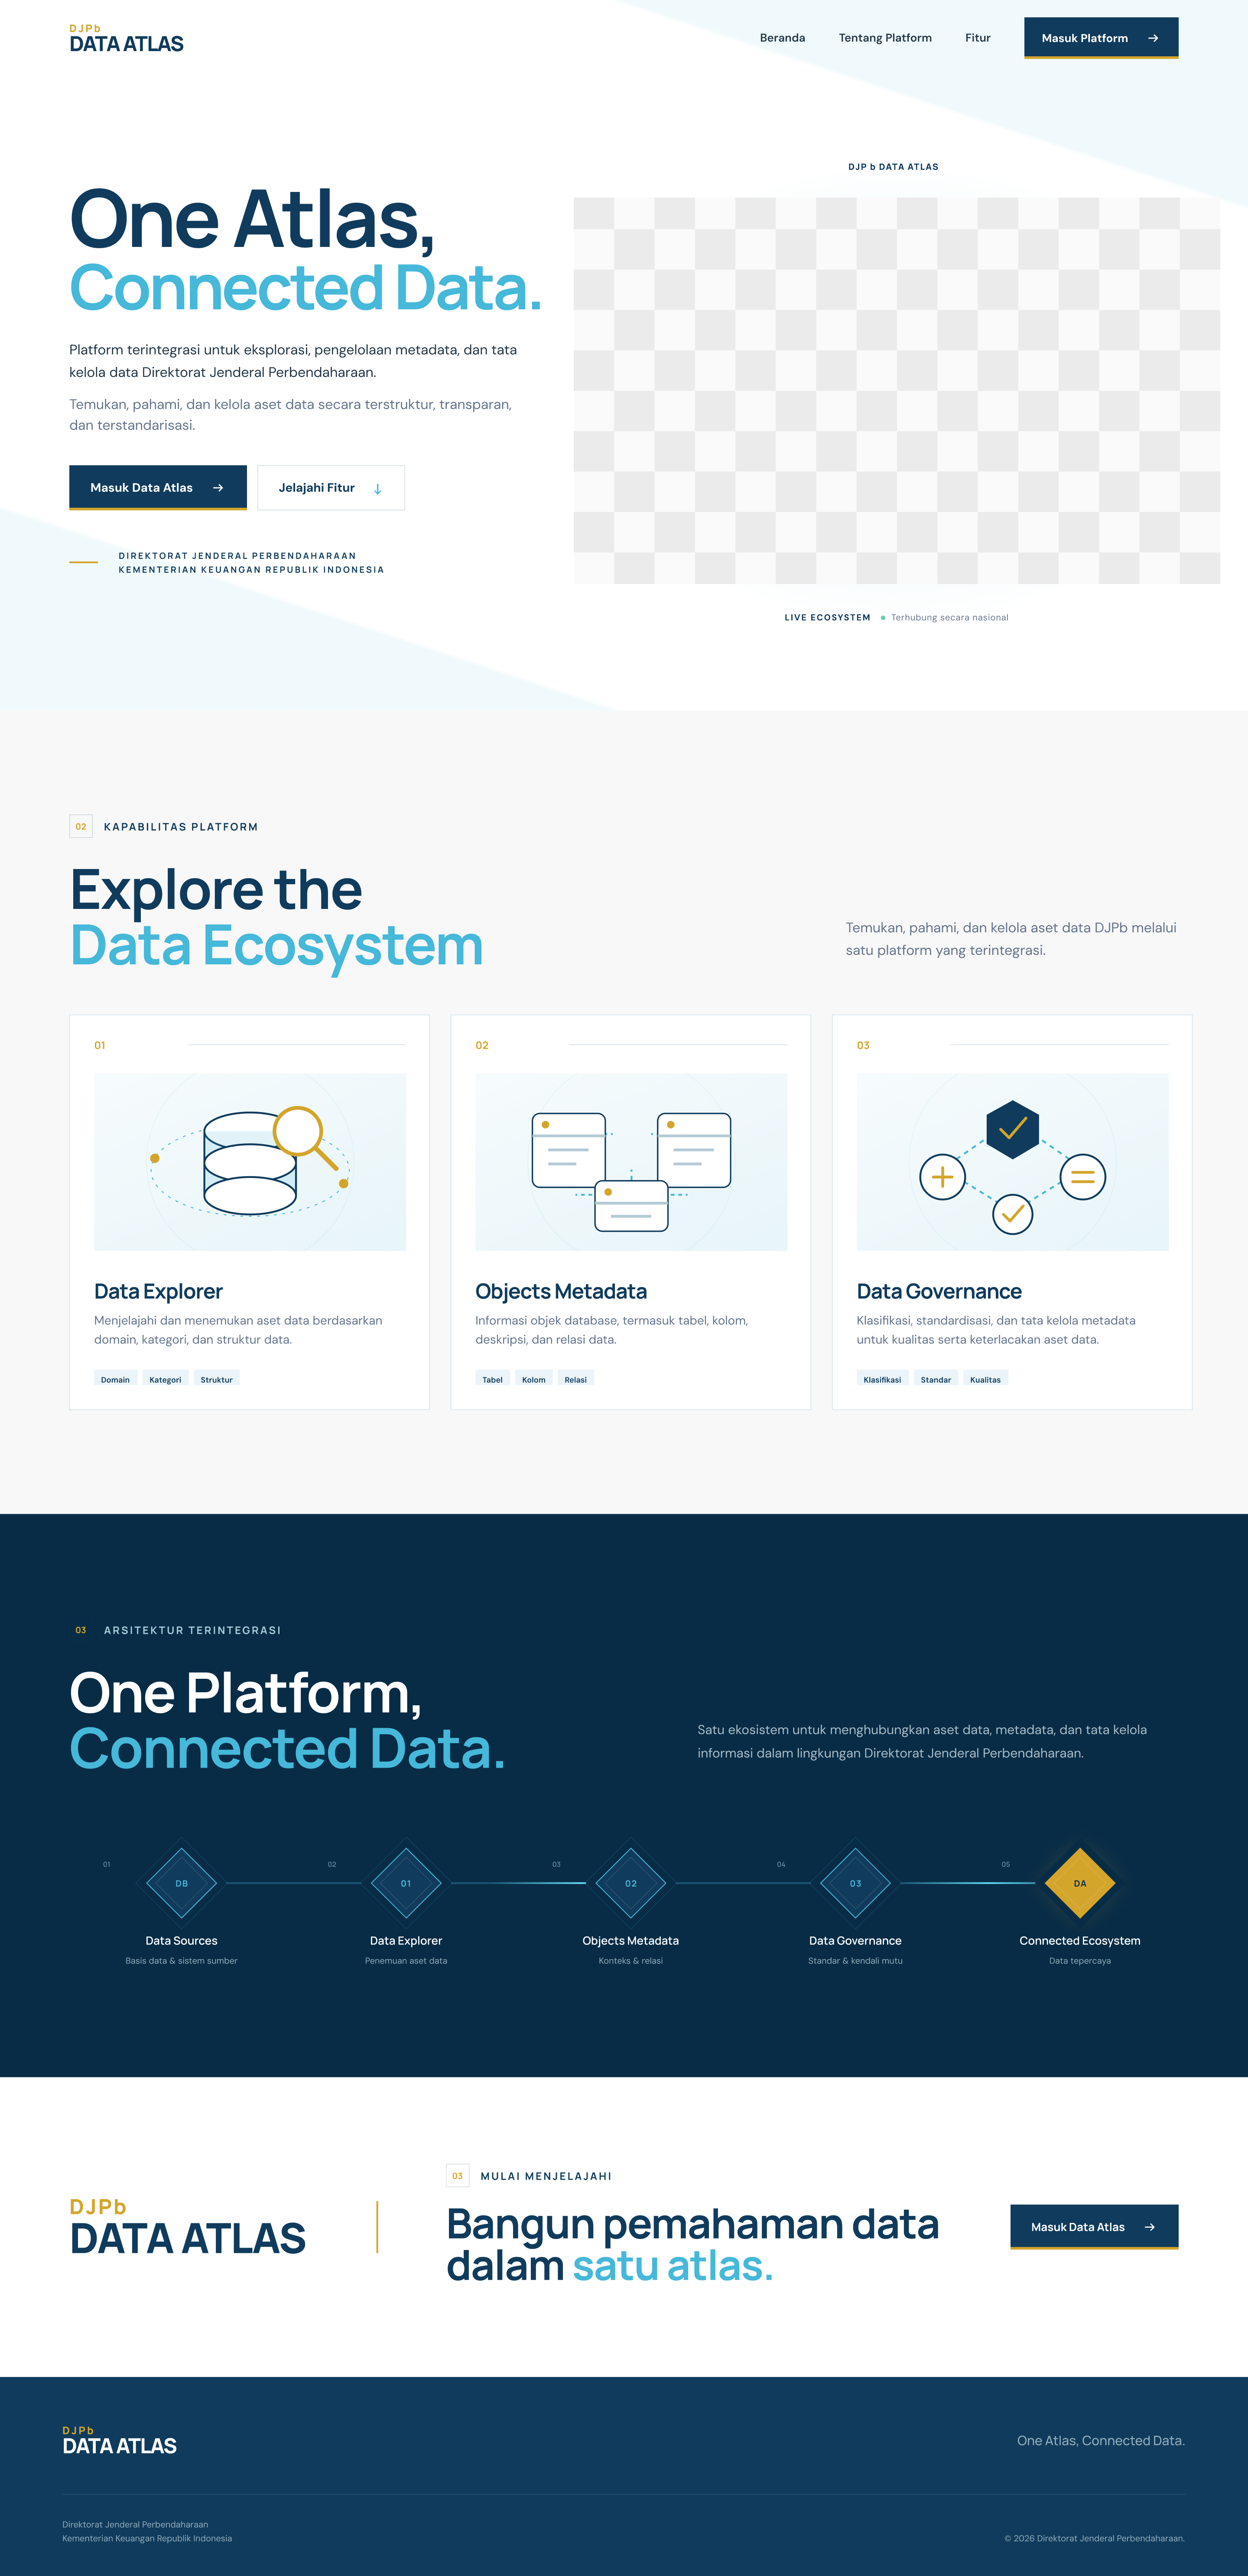 DJPb
DATA ATLAS
Beranda
Tentang Platform
Fitur
Masuk Platform →
DJP b DATA ATLAS
One Atlas,
Connected Data.
Platform terintegrasi untuk eksplorasi, pengelolaan metadata, dan tata
kelola data Direktorat Jenderal Perbendaharaan.
Temukan, pahami, dan kelola aset data secara terstruktur, transparan,
dan terstandarisasi.
Masuk Data Atlas →
Jelajahi Fitur ↓
DIREKTORAT JENDERAL PERBENDAHARAAN
KEMENTERIAN KEUANGAN REPUBLIK INDONESIA
LIVE ECOSYSTEM ● Terhubung secara nasional
02 KAPABILITAS PLATFORM
Explore the
Data Ecosystem
Temukan, pahami, dan kelola aset data DJPb melalui
satu platform yang terintegrasi.
01
Data Explorer
Menjelajahi dan menemukan aset data berdasarkan
domain, kategori, dan struktur data.
Domain Kategori Struktur
02
Objects Metadata
Informasi objek database, termasuk tabel, kolom,
deskripsi, dan relasi data.
Tabel Kolom Relasi
03
Data Governance
Klasifikasi, standardisasi, dan tata kelola metadata
untuk kualitas serta keterlacakan aset data.
Klasifikasi Standar Kualitas
03 ARSITEKTUR TERINTEGRASI
One Platform,
Connected Data.
Satu ekosistem untuk menghubungkan aset data, metadata, dan tata kelola
informasi dalam lingkungan Direktorat Jenderal Perbendaharaan.
01
DB
Data Sources
Basis data & sistem sumber
02
01
Data Explorer
Penemuan aset data
03
02
Objects Metadata
Konteks & relasi
04
03
Data Governance
Standar & kendali mutu
05
DA
Connected Ecosystem
Data tepercaya
DJPb
DATA ATLAS
03 MULAI MENJELAJAHI
Bangun pemahaman data
dalam satu atlas.
Masuk Data Atlas →
DJPb
DATA ATLAS
One Atlas, Connected Data.
Direktorat Jenderal Perbendaharaan
Kementerian Keuangan Republik Indonesia
© 2026 Direktorat Jenderal Perbendaharaan.